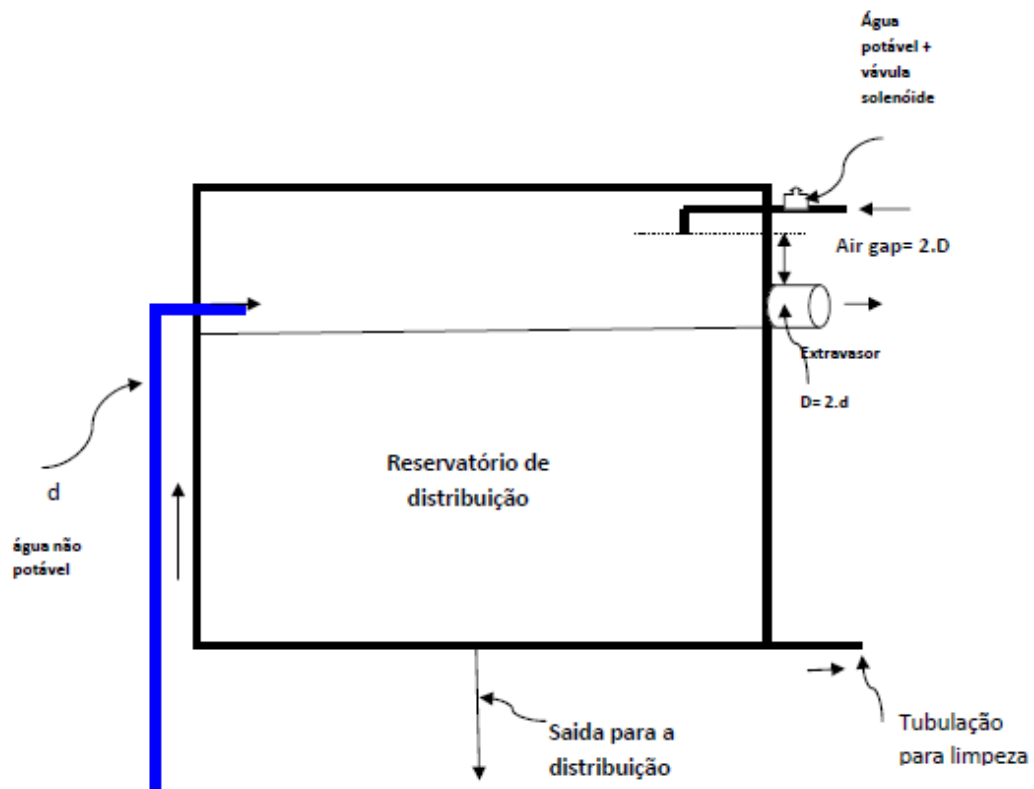 Água
potável +
vávula
solenóide
Air gap= 2.D
Extravasor
D= 2.d
Reservatório de
distribuição
d
água não
potável
Saida para a
distribuição
Tubulação
para limpeza